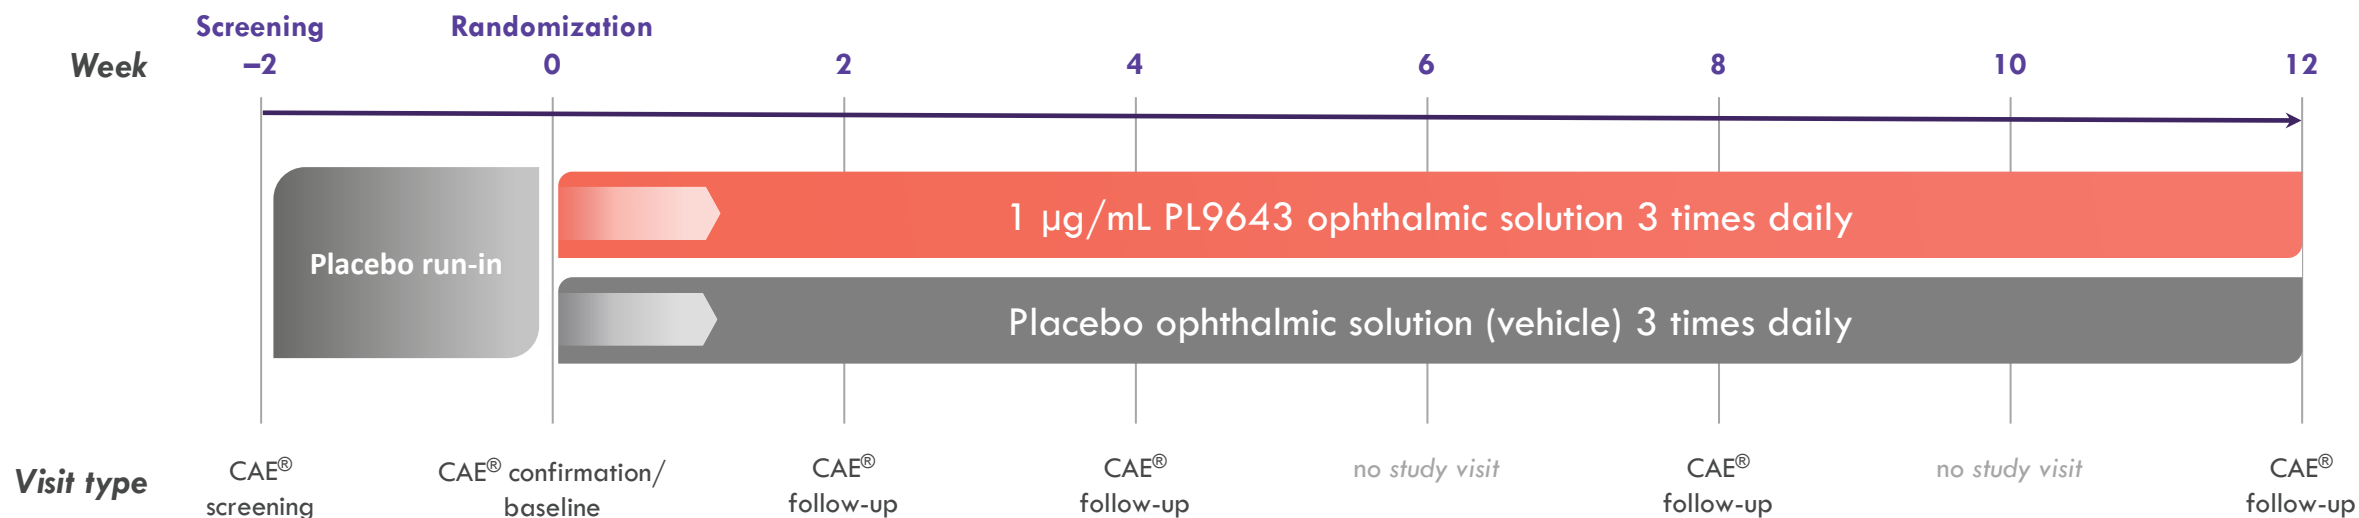 Screening Randomization
Week –2 0 2 4 6 8 10 12
1 µg/mL PL9643 ophthalmic solution 3 times daily
Placebo run-in
Placebo ophthalmic solution (vehicle) 3 times daily
Visit type
CAE®
screening
CAE® confirmation/
baseline
CAE®
follow-up
CAE®
follow-up
no study visit
CAE®
follow-up
no study visit
CAE®
follow-up